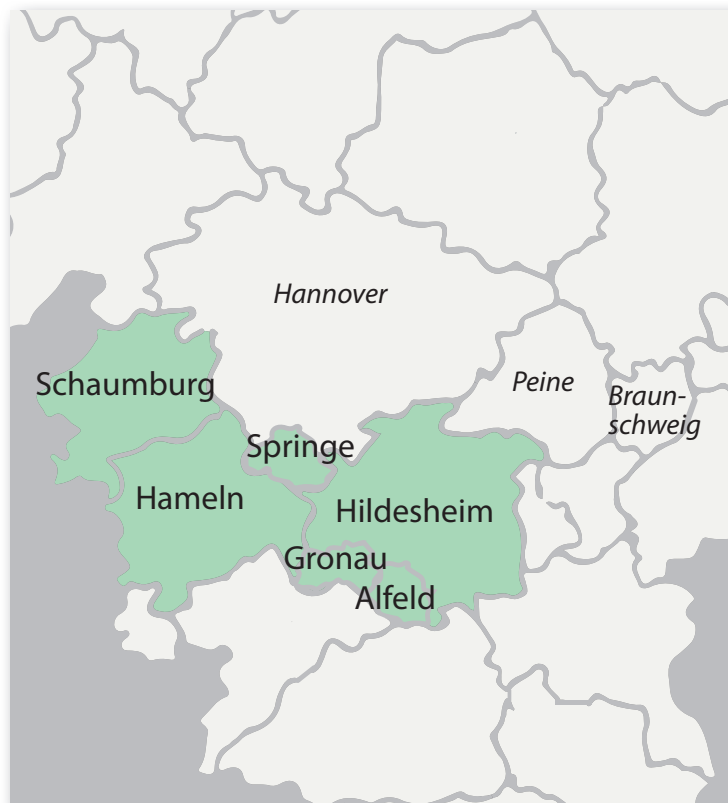 Hannover
Schaumburg
Peine
Braun-
schweig
Springe
Hameln
Hildesheim
Gronau
Alfeld